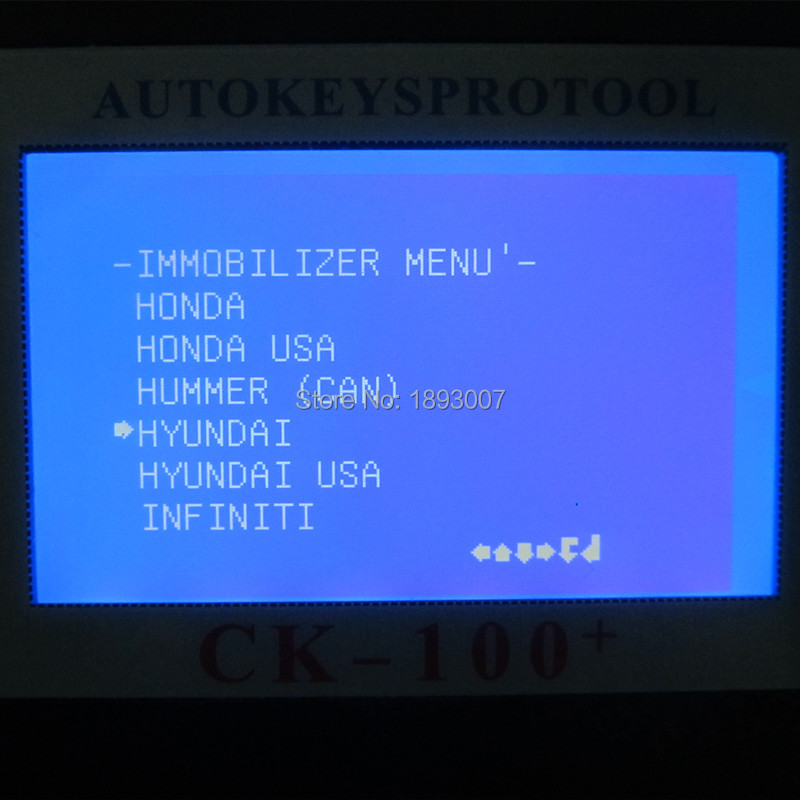 AUTOKEYSPROTOOL
-IMMOBILIZER MENU'-
HONDA
HONDA USA
HUMMER (CAN)
Store No: 1893007
HYUNDAI
HYUNDAI USA
INFINITI
CK-100+